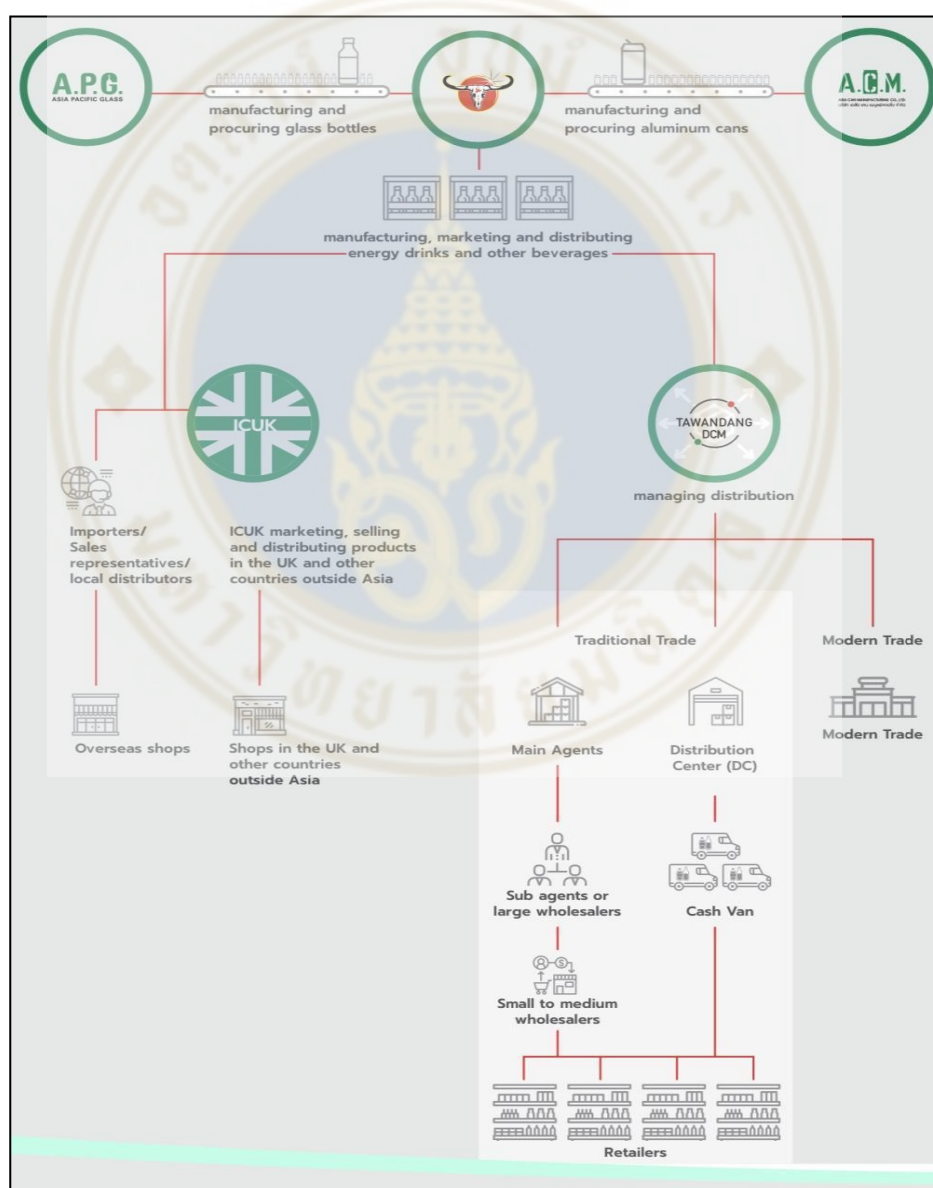 A.P.G.
ASIA PACIFIC GLASS
manufacturing and
procuring glass bottles
manufacturing and
procuring aluminum cans
A.C.M.
manufacturing, marketing and distributing
energy drinks and other beverages
ICUK
TAWANDANG
DCM
managing distribution
Importers/
Sales
representatives/
local distributors
ICUK marketing, selling
and distributing products
in the UK and other
countries outside Asia
Traditional Trade
Modern Trade
Overseas shops
Shops in the UK and
other countries
outside Asia
Main Agents
Distribution
Center (DC)
Modern Trade
Sub agents or
large wholesalers
Cash Van
Small to medium
wholesalers
Retailers